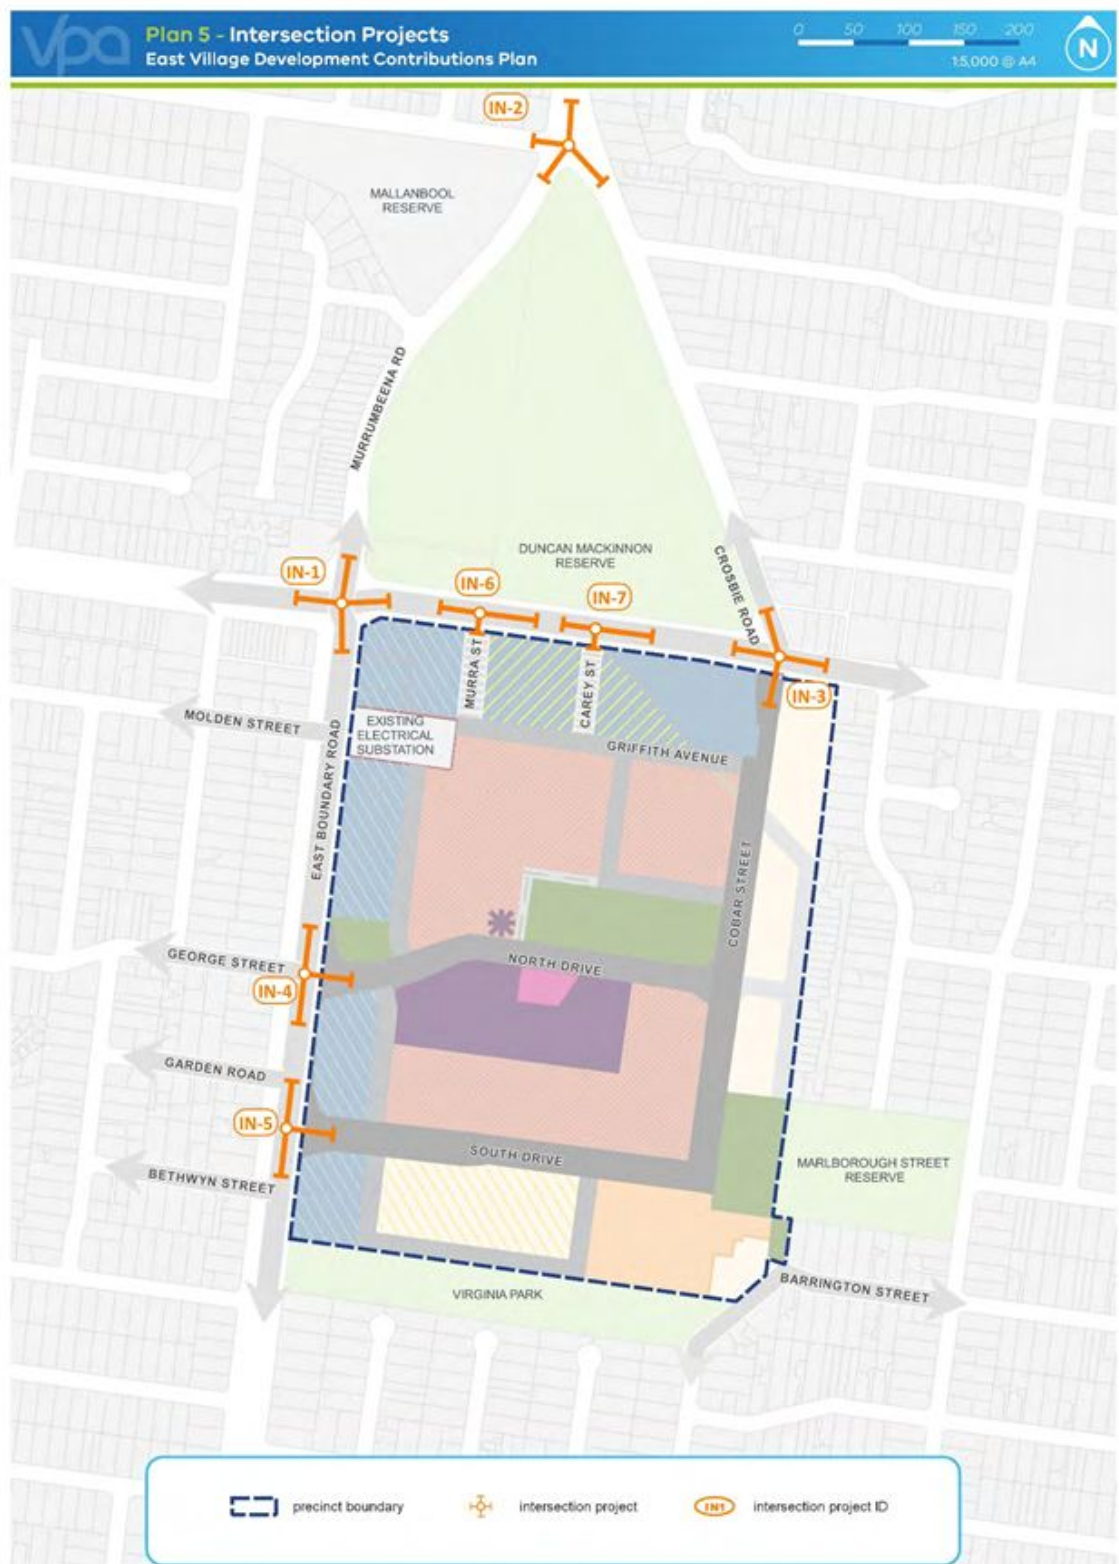 vpa
Plan 5 - Intersection Projects
East Village Development Contributions Plan
0 50 100 150 200
1:5,000 @ A4
N
IN-2
MALLANBOOL
RESERVE
MURRUMBEENA RD
DUNCAN MACKINNON
RESERVE
CROSBIE ROAD
IN-1
IN-6
IN-7
IN-3
MURRA ST
CAREY ST
MOLDEN STREET
EXISTING
ELECTRICAL
SUBSTATION
GRIFFITH AVENUE
EAST BOUNDARY ROAD
COBAR STREET
GEORGE STREET
NORTH DRIVE
IN-4
GARDEN ROAD
IN-5
SOUTH DRIVE
BETHWYN STREET
MARLBOROUGH STREET
RESERVE
BARRINGTON STREET
VIRGINIA PARK
precinct boundary
intersection project
IN1
intersection project ID